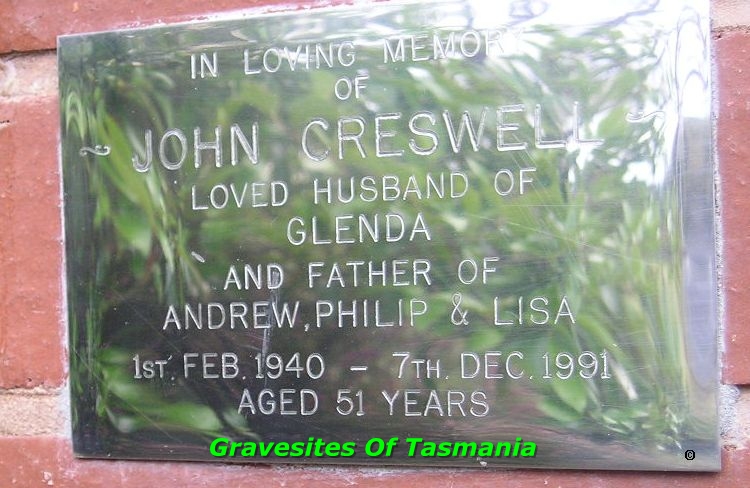 IN LOVING MEMORY
OF
~ JOHN CRESWELL ~
LOVED HUSBAND OF
GLENDA
AND FATHER OF
ANDREW, PHILIP & LISA
1ST. FEB. 1940 - 7TH. DEC. 1991
AGED 51 YEARS
Gravesites Of Tasmania
©